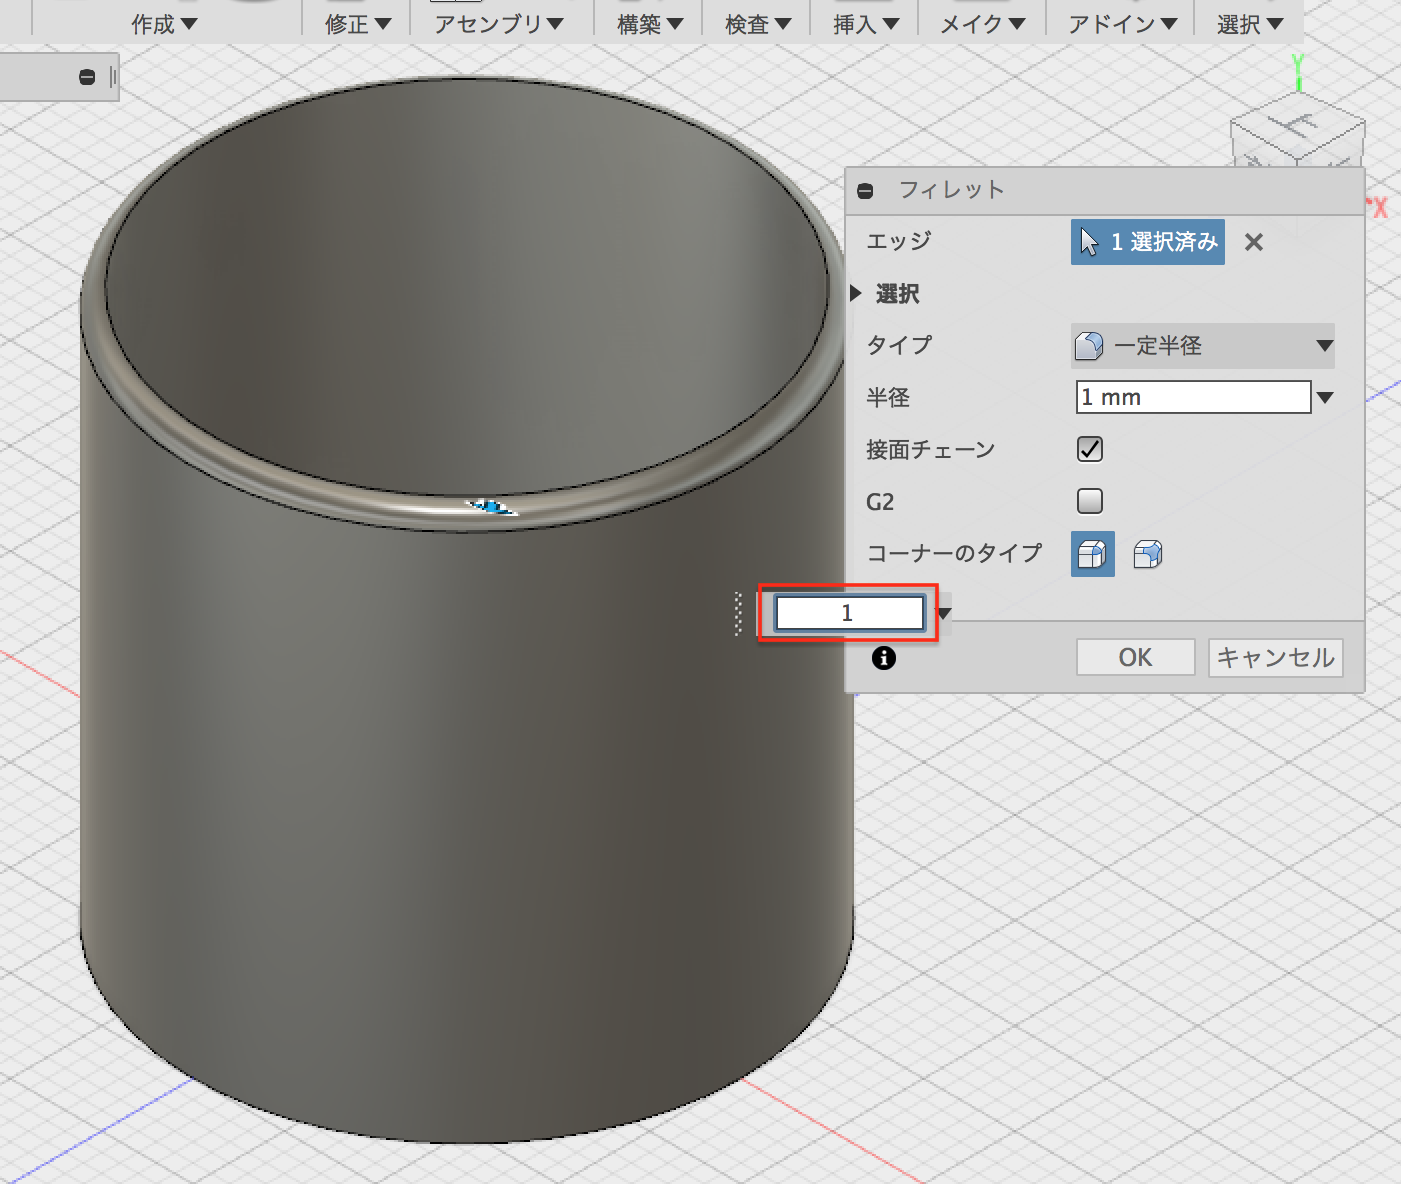 作成 修正 アセンブリ 構築 検査 挿入 メイク アドイン 選択
Y
X
フィレット
エッジ 1 選択済み
選択
タイプ 一定半径
半径 1 mm
接面チェーン
G2
コーナーのタイプ
1
OK キャンセル